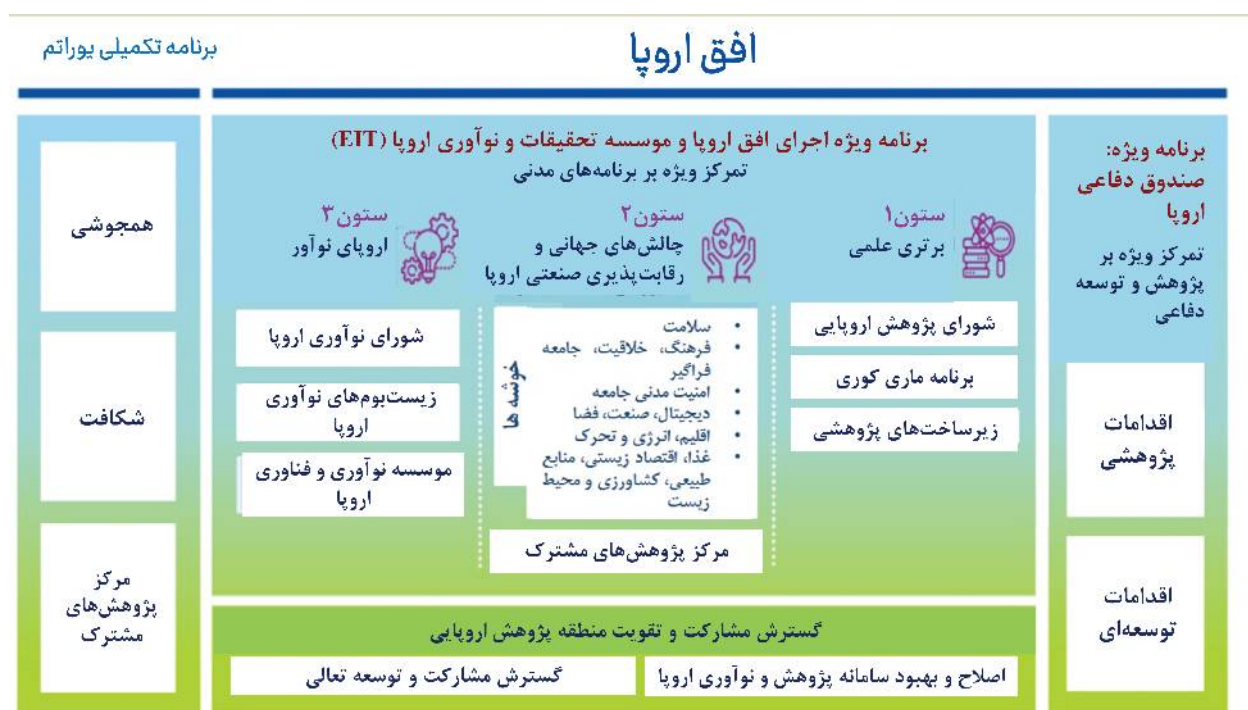 افق اروپا
برنامه تکمیلی یوراتم
برنامه ویژه:
صندوق دفاعی
اروپا
تمرکز ویژه بر
پژوهش و توسعه
دفاعی
اقدامات
پژوهشی
اقدامات
توسعه‌ای
برنامه ویژه اجرای افق اروپا و موسسه تحقیقات و نوآوری اروپا (EIT)
تمرکز ویژه بر برنامه‌های مدنی
ستون۱
برتری علمی
شورای پژوهش اروپایی
برنامه ماری کوری
زیرساخت‌های پژوهشی
ستون۲
چالش‌های جهانی و
رقابت‌پذیری صنعتی اروپا
خوشه ها
• سلامت
• فرهنگ، خلاقیت، جامعه
فراگیر
• امنیت مدنی جامعه
• دیجیتال، صنعت، فضا
• اقلیم، انرژی و تحرک
• غذا، اقتصاد زیستی، منابع
طبیعی، کشاورزی و محیط
زیست
مرکز پژوهش‌های مشترک
ستون۳
اروپای نوآور
شورای نوآوری اروپا
زیست‌بوم‌های نوآوری
اروپا
موسسه نوآوری و فناوری
اروپا
گسترش مشارکت و تقویت منطقه پژوهش اروپایی
اصلاح و بهبود سامانه پژوهش و نوآوری اروپا
گسترش مشارکت و توسعه تعالی
همجوشی
شکافت
مرکز
پژوهش‌های
مشترک